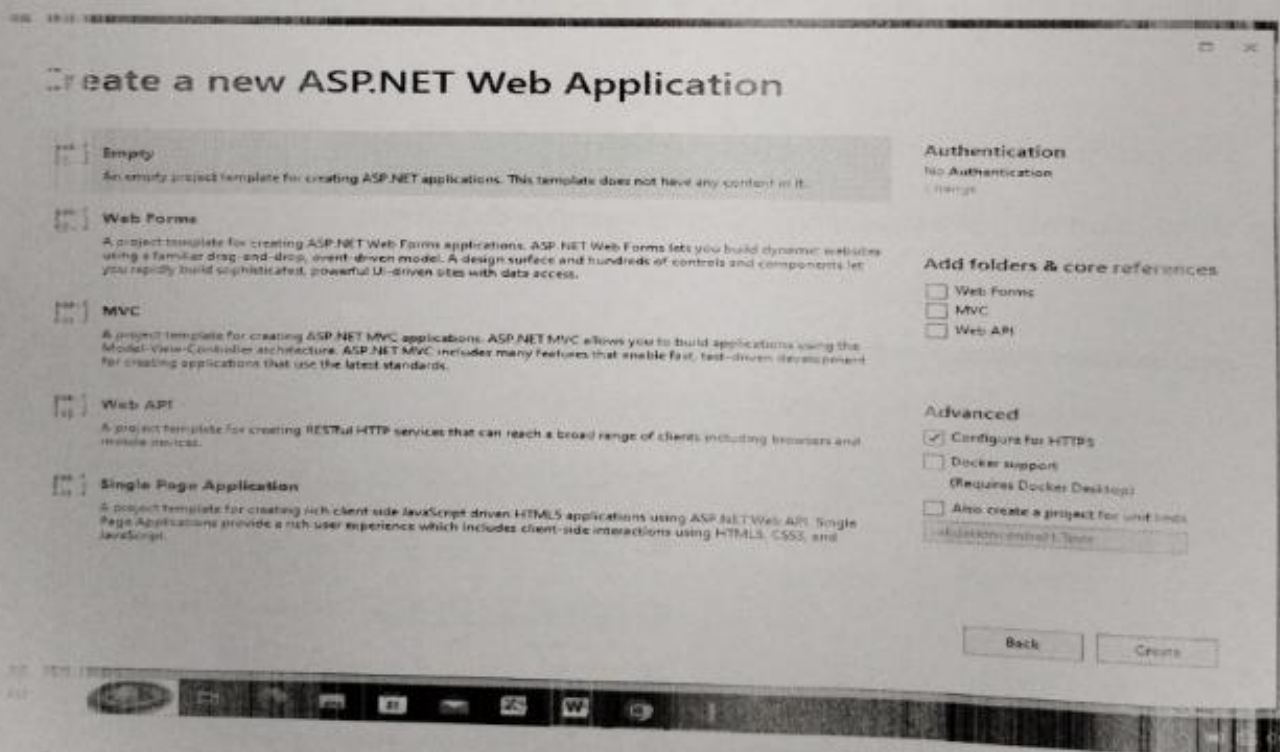 Create a new ASP.NET Web Application
Empty
An empty project template for creating ASP.NET applications. This template does not have any content in it.
Web Forms
A project template for creating ASP.NET Web Forms applications. ASP.NET Web Forms lets you build dynamic websites
using a familiar drag-and-drop, event-driven model. A design surface and hundreds of controls and components let
you rapidly build sophisticated, powerful UI-driven sites with data access.
MVC
A project template for creating ASP.NET MVC applications. ASP.NET MVC allows you to build applications using the
Model-View-Controller architecture. ASP.NET MVC includes many features that enable fast, test-driven development
for creating applications that use the latest standards.
Web API
A project template for creating RESTful HTTP services that can reach a broad range of clients including browsers and
mobile devices.
Single Page Application
A project template for creating rich client side JavaScript driven HTML5 applications using ASP.NET Web API. Single
Page Applications provide a rich user experience which includes client-side interactions using HTML5, CSS3, and
JavaScript.
Authentication
No Authentication
Change
Add folders & core references
Web Forms
MVC
Web API
Advanced
Configure for HTTPS
Docker support
(Requires Docker Desktop)
Also create a project for unit tests
Back
Create